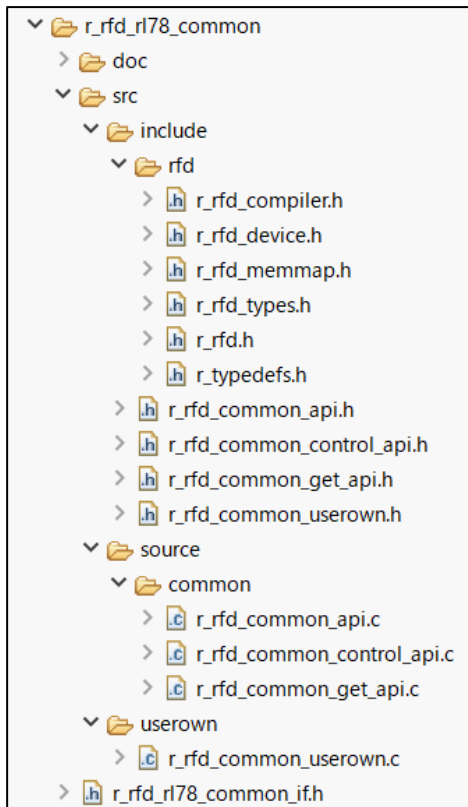 r_rfd_rl78_common
doc
src
include
rfd
.h r_rfd_compiler.h
.h r_rfd_device.h
.h r_rfd_memmap.h
.h r_rfd_types.h
.h r_rfd.h
.h r_typedefs.h
.h r_rfd_common_api.h
.h r_rfd_common_control_api.h
.h r_rfd_common_get_api.h
.h r_rfd_common_userown.h
source
common
.c r_rfd_common_api.c
.c r_rfd_common_control_api.c
.c r_rfd_common_get_api.c
userown
.c r_rfd_common_userown.c
.h r_rfd_rl78_common_if.h